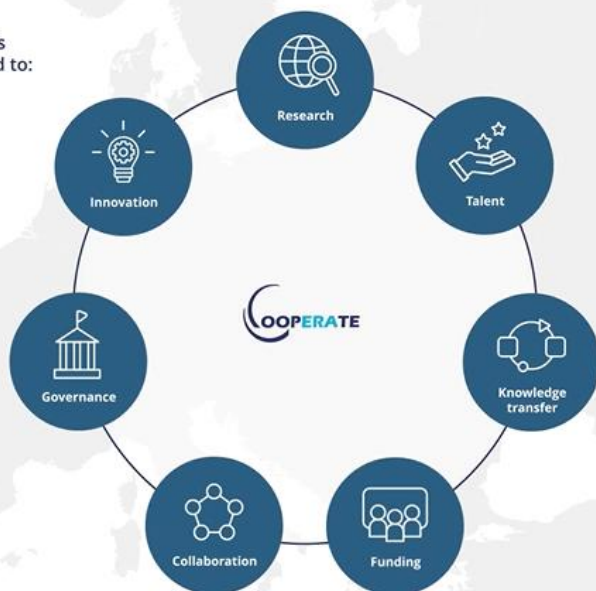 s
d to:
Research
Innovation
Talent
COOPERATE
Governance
Knowledge
transfer
Collaboration
Funding